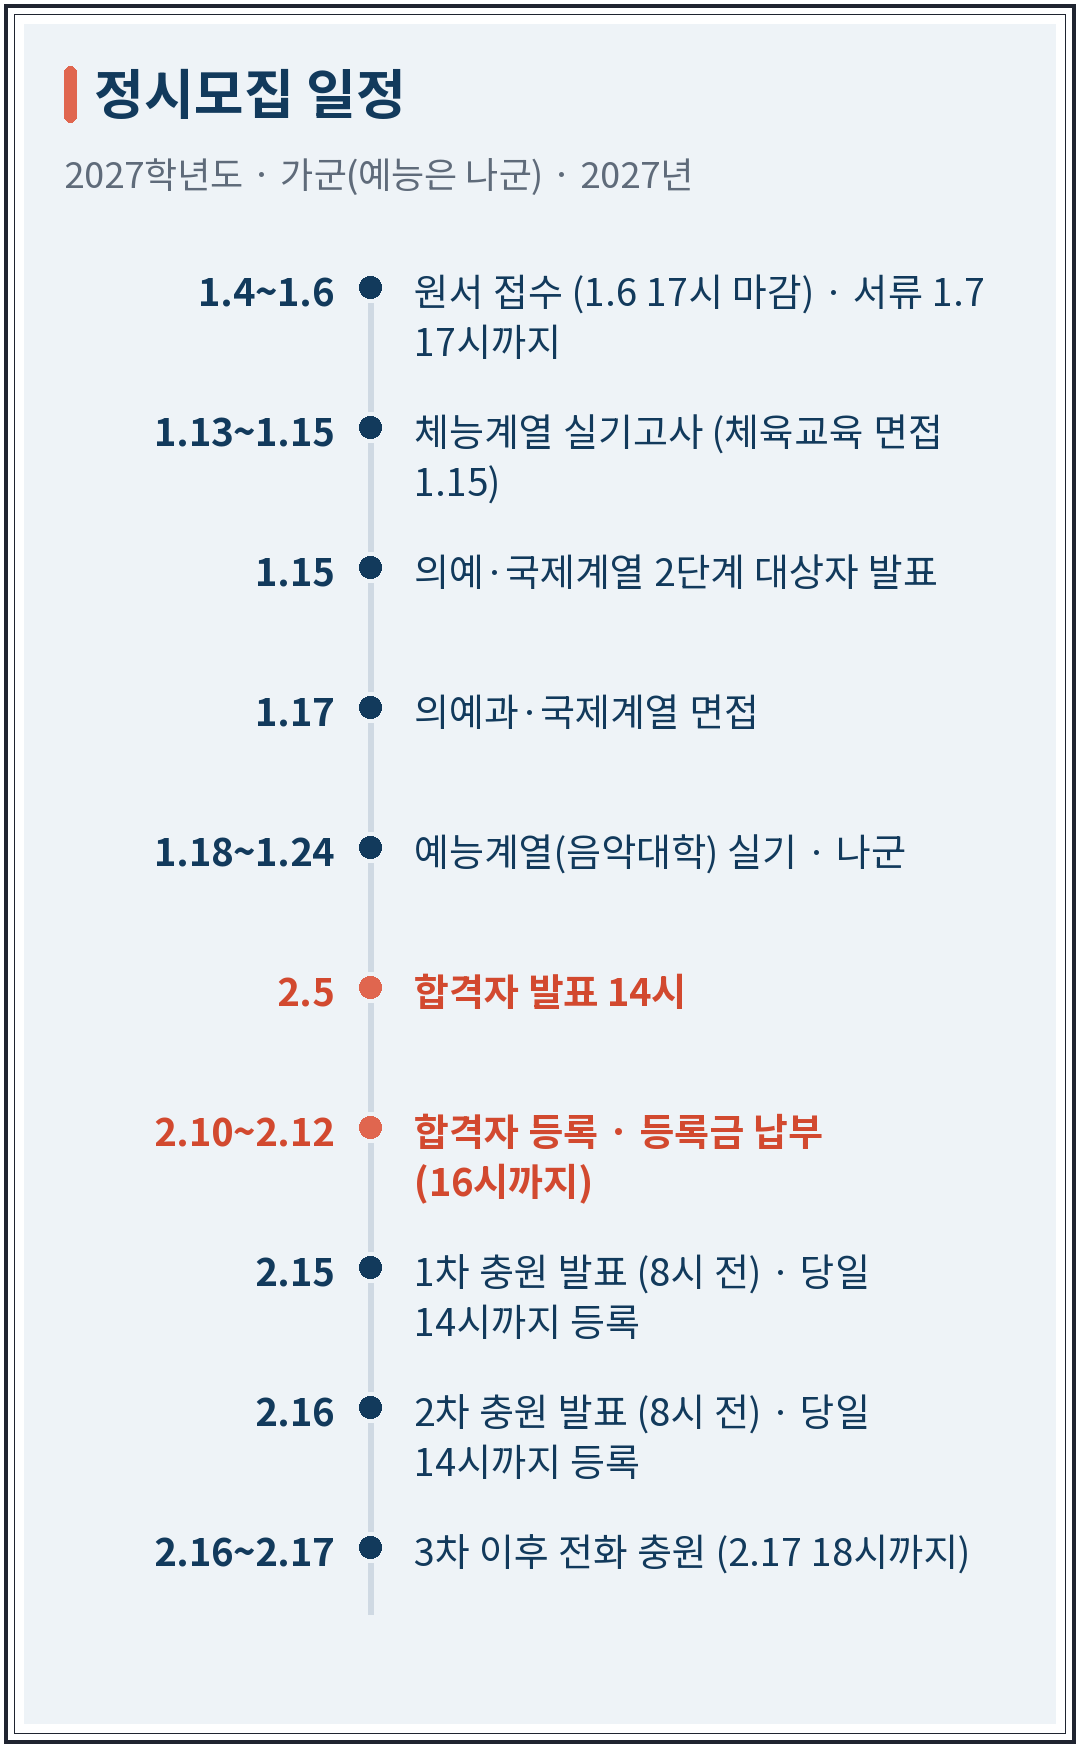 정시모집 일정
2027학년도 · 가군(예능은 나군) · 2027년
1.4~1.6 원서 접수 (1.6 17시 마감) · 서류 1.7
17시까지
1.13~1.15 체능계열 실기고사 (체육교육 면접
1.15)
1.15 의예·국제계열 2단계 대상자 발표
1.17 의예과·국제계열 면접
1.18~1.24 예능계열(음악대학) 실기 · 나군
2.5 합격자 발표 14시
2.10~2.12 합격자 등록 · 등록금 납부
(16시까지)
2.15 1차 충원 발표 (8시 전) · 당일
14시까지 등록
2.16 2차 충원 발표 (8시 전) · 당일
14시까지 등록
2.16~2.17 3차 이후 전화 충원 (2.17 18시까지)